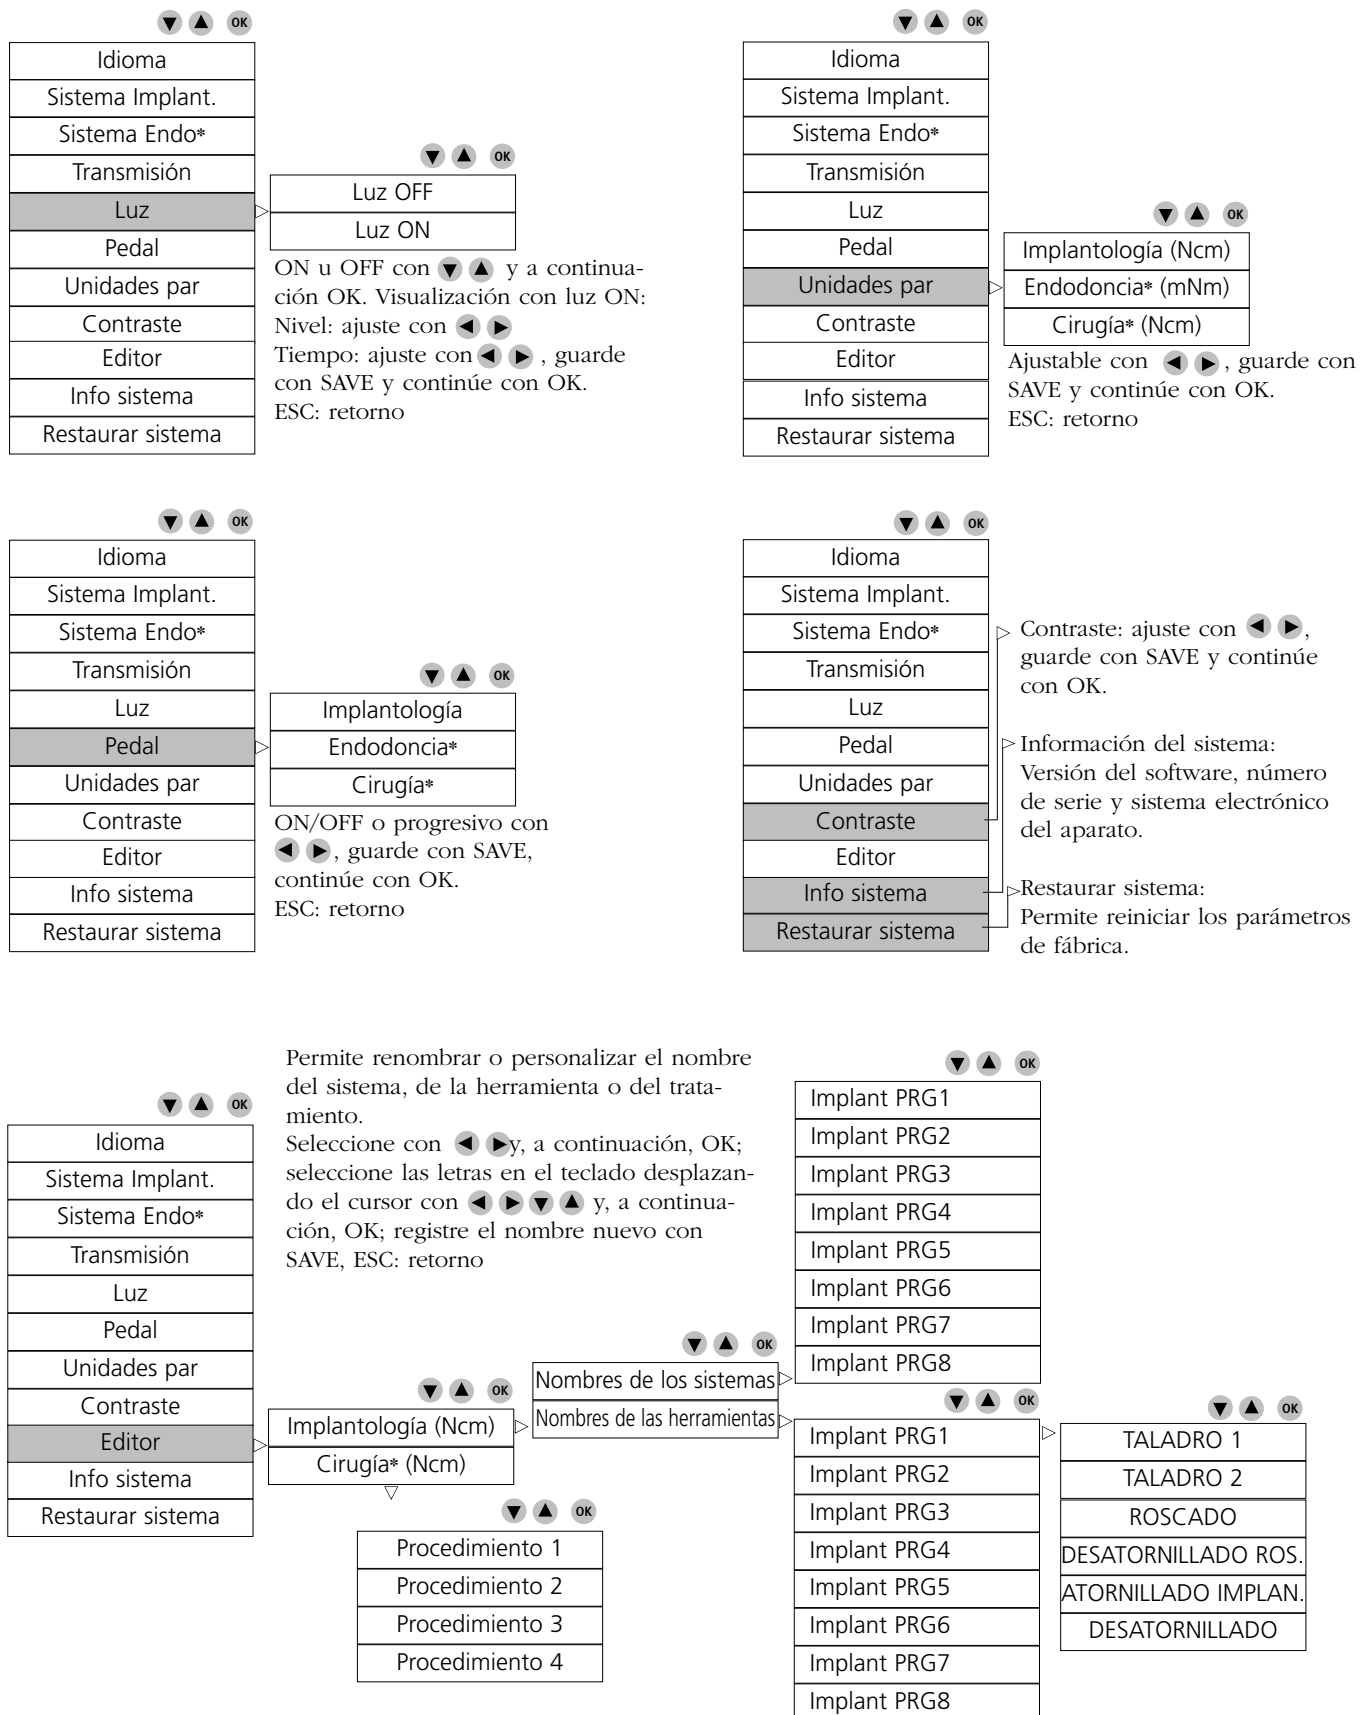 OK
Idioma
Sistema Implant.
Sistema Endo*
Transmisión
Luz
Pedal
Unidades par
Contraste
Editor
Info sistema
Restaurar sistema
OK
Luz OFF
Luz ON
ON u OFF con ▼ ▲ y a continua-
ción OK. Visualización con luz ON:
Nivel: ajuste con ◀ ▶
Tiempo: ajuste con ◀ ▶ , guarde
con SAVE y continúe con OK.
ESC: retorno
OK
Idioma
Sistema Implant.
Sistema Endo*
Transmisión
Luz
Pedal
Unidades par
Contraste
Editor
Info sistema
Restaurar sistema
OK
Implantología (Ncm)
Endodoncia* (mNm)
Cirugía* (Ncm)
Ajustable con ◀ ▶ , guarde con
SAVE y continúe con OK.
ESC: retorno
OK
Idioma
Sistema Implant.
Sistema Endo*
Transmisión
Luz
Pedal
Unidades par
Contraste
Editor
Info sistema
Restaurar sistema
OK
Implantología
Endodoncia*
Cirugía*
ON/OFF o progresivo con
◀ ▶, guarde con SAVE,
continúe con OK.
ESC: retorno
OK
Idioma
Sistema Implant.
Sistema Endo*
Transmisión
Luz
Pedal
Unidades par
Contraste
Editor
Info sistema
Restaurar sistema
Contraste: ajuste con ◀ ▶,
guarde con SAVE y continúe
con OK.
Información del sistema:
Versión del software, número
de serie y sistema electrónico
del aparato.
Restaurar sistema:
Permite reiniciar los parámetros
de fábrica.
Permite renombrar o personalizar el nombre
del sistema, de la herramienta o del trata-
miento.
Seleccione con ◀ ▶y, a continuación, OK;
seleccione las letras en el teclado desplazan-
do el cursor con ◀ ▶ ▼ ▲ y, a continua-
ción, OK; registre el nombre nuevo con
SAVE, ESC: retorno
OK
Idioma
Sistema Implant.
Sistema Endo*
Transmisión
Luz
Pedal
Unidades par
Contraste
Editor
Info sistema
Restaurar sistema
OK
Implantología (Ncm)
Cirugía* (Ncm)
OK
Procedimiento 1
Procedimiento 2
Procedimiento 3
Procedimiento 4
OK
Nombres de los sistemas
Nombres de las herramientas
OK
Implant PRG1
Implant PRG2
Implant PRG3
Implant PRG4
Implant PRG5
Implant PRG6
Implant PRG7
Implant PRG8
OK
Implant PRG1
Implant PRG2
Implant PRG3
Implant PRG4
Implant PRG5
Implant PRG6
Implant PRG7
Implant PRG8
OK
TALADRO 1
TALADRO 2
ROSCADO
DESATORNILLADO ROS.
ATORNILLADO IMPLAN.
DESATORNILLADO